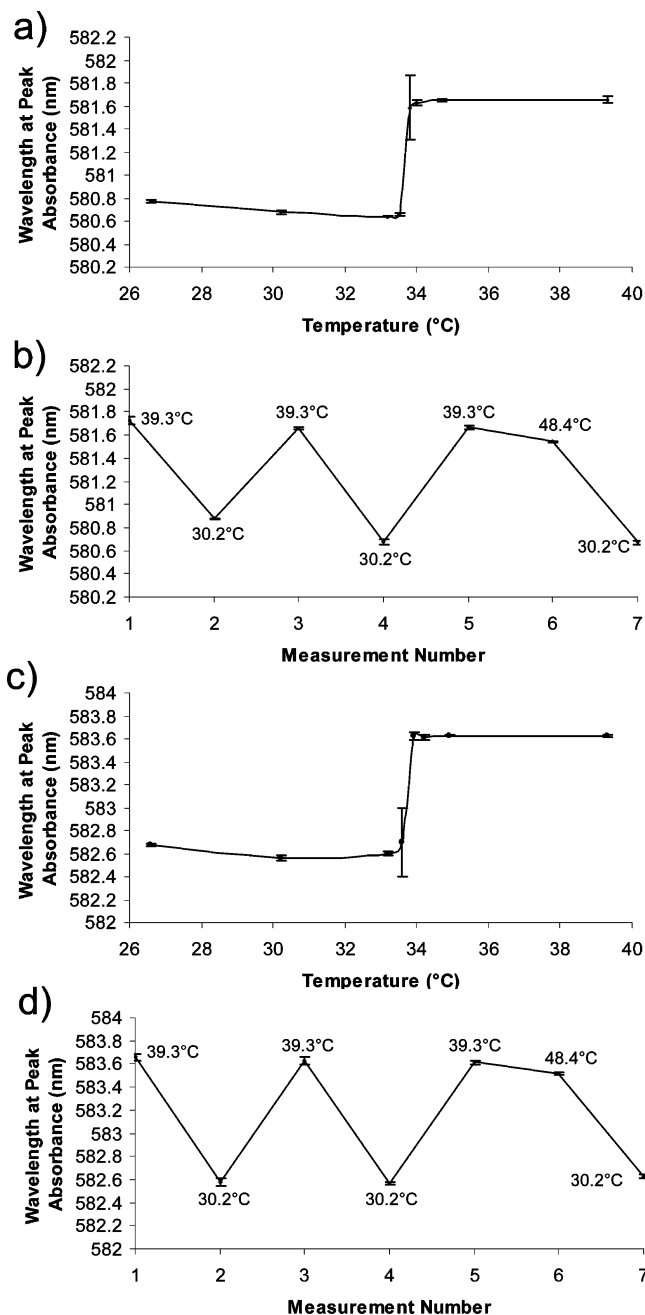 a)
Wavelength at Peak
Absorbance (nm)
582.2
582
581.8
581.6
581.4
581.2
581
580.8
580.6
580.4
580.2
26
28
30
32
34
36
38
40
Temperature (°C)
b)
Wavelength at Peak
Absorbance (nm)
582.2
582
581.8
581.6
581.4
581.2
581
580.8
580.6
580.4
580.2
39.3°C
30.2°C
39.3°C
30.2°C
39.3°C
48.4°C
30.2°C
1
2
3
4
5
6
7
Measurement Number
c)
Wavelength at Peak
Absorbance (nm)
584
583.8
583.6
583.4
583.2
583
582.8
582.6
582.4
582
26
28
30
32
34
36
38
40
Temperature (°C)
d)
Wavelength at Peak
Absorbance (nm)
584
583.8
583.6
583.4
583.2
583
582.8
582.6
582.4
582.2
582
39.3°C
30.2°C
39.3°C
30.2°C
39.3°C
48.4°C
30.2°C
1
2
3
4
5
6
7
Measurement Number